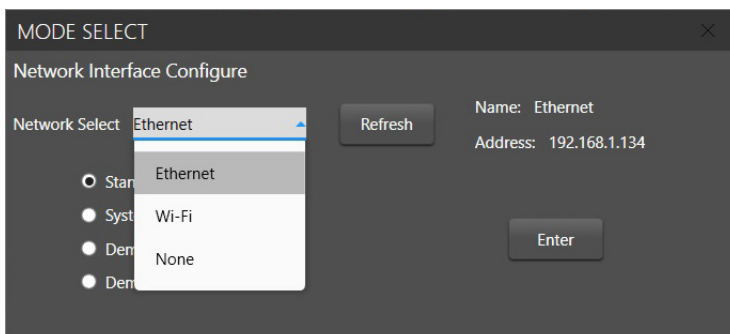 MODE SELECT
Network Interface Configure
Network Select Ethernet Refresh
Name: Ethernet
Address: 192.168.1.134
Ethernet
Wi-Fi
None
Enter